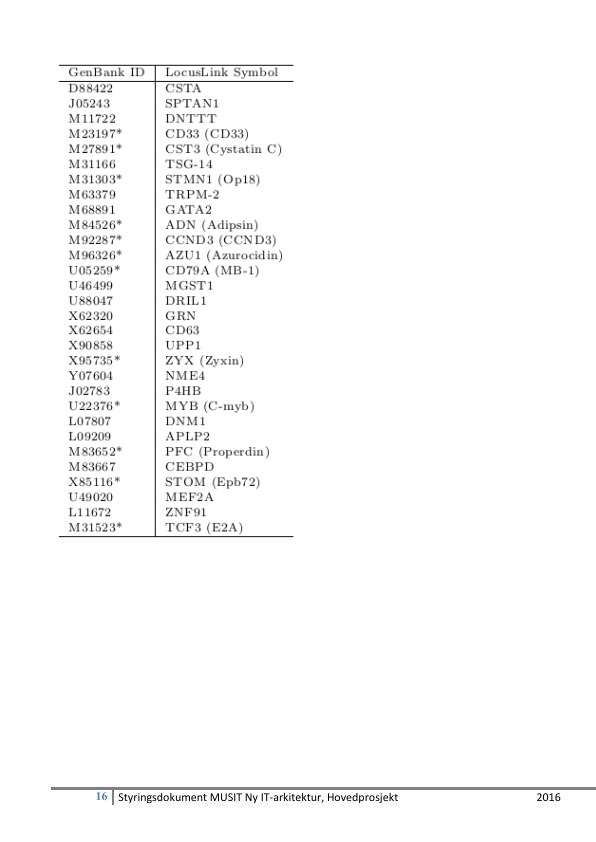 GenBank ID LocusLink Symbol
D88422 CSTA
J05243 SPTAN1
M11722 DNTTT
M23197* CD33 (CD33)
M27891* CST3 (Cystatin C)
M31166 TSG-14
M31303* STMN1 (Op18)
M63379 TRPM-2
M68891 GATA2
M84526* ADN (Adipsin)
M92287* CCND3 (CCND3)
M96326* AZU1 (Azurocidin)
U05259* CD79A (MB-1)
U46499 MGST1
U88047 DRIL1
X62320 GRN
X62654 CD63
X90858 UPP1
X95735* ZYX (Zyxin)
Y07604 NME4
J02783 P4HB
U22376* MYB (C-myb)
L07807 DNM1
L09209 APLP2
M83652* PFC (Properdin)
M83667 CEBPD
X85116* STOM (Epb72)
U49020 MEF2A
L11672 ZNF91
M31523* TCF3 (E2A)
16 Styringsdokument MUSIT Ny IT-arkitektur, Hovedprosjekt 2016